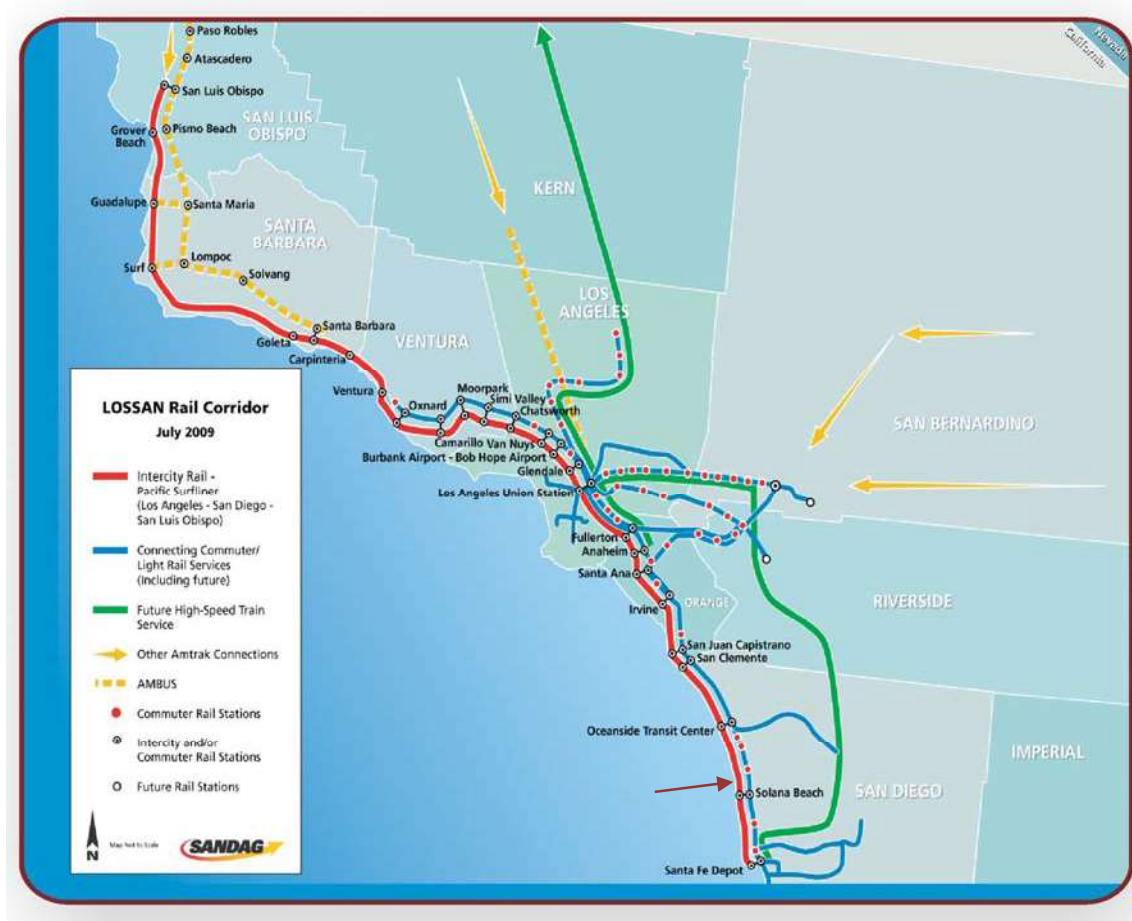 Paso Robles
Atascadero
San Luis Obispo
SAN LUIS
OBISPO
Grover
Beach
Pismo Beach
Guadalupe
Santa Maria
SANTA
BARBARA
Surf
Lompoc
Solvang
Santa Barbara
Goleta
Carpinteria
VENTURA
KERN
Nevada
California
LOS
ANGELES
SAN BERNARDINO
Ventura
Oxnard
Moorpark
Simi Valley
Chatsworth
Camarillo
Van Nuys
Burbank Airport - Bob Hope Airport
Glendale
Los Angeles Union Station
Fullerton
Anaheim
Santa Ana
ORANGE
Irvine
RIVERSIDE
San Juan Capistrano
San Clemente
Oceanside Transit Center
IMPERIAL
Solana Beach
SAN DIEGO
Santa Fe Depot
LOSSAN Rail Corridor
July 2009
Intercity Rail -
Pacific Surfliner
(Los Angeles - San Diego -
San Luis Obispo)
Connecting Commuter/
Light Rail Services
(Including future)
Future High-Speed Train
Service
Other Amtrak Connections
AMBUS
Commuter Rail Stations
Intercity and/or
Commuter Rail Stations
Future Rail Stations
N
Map Not to Scale
SANDAG